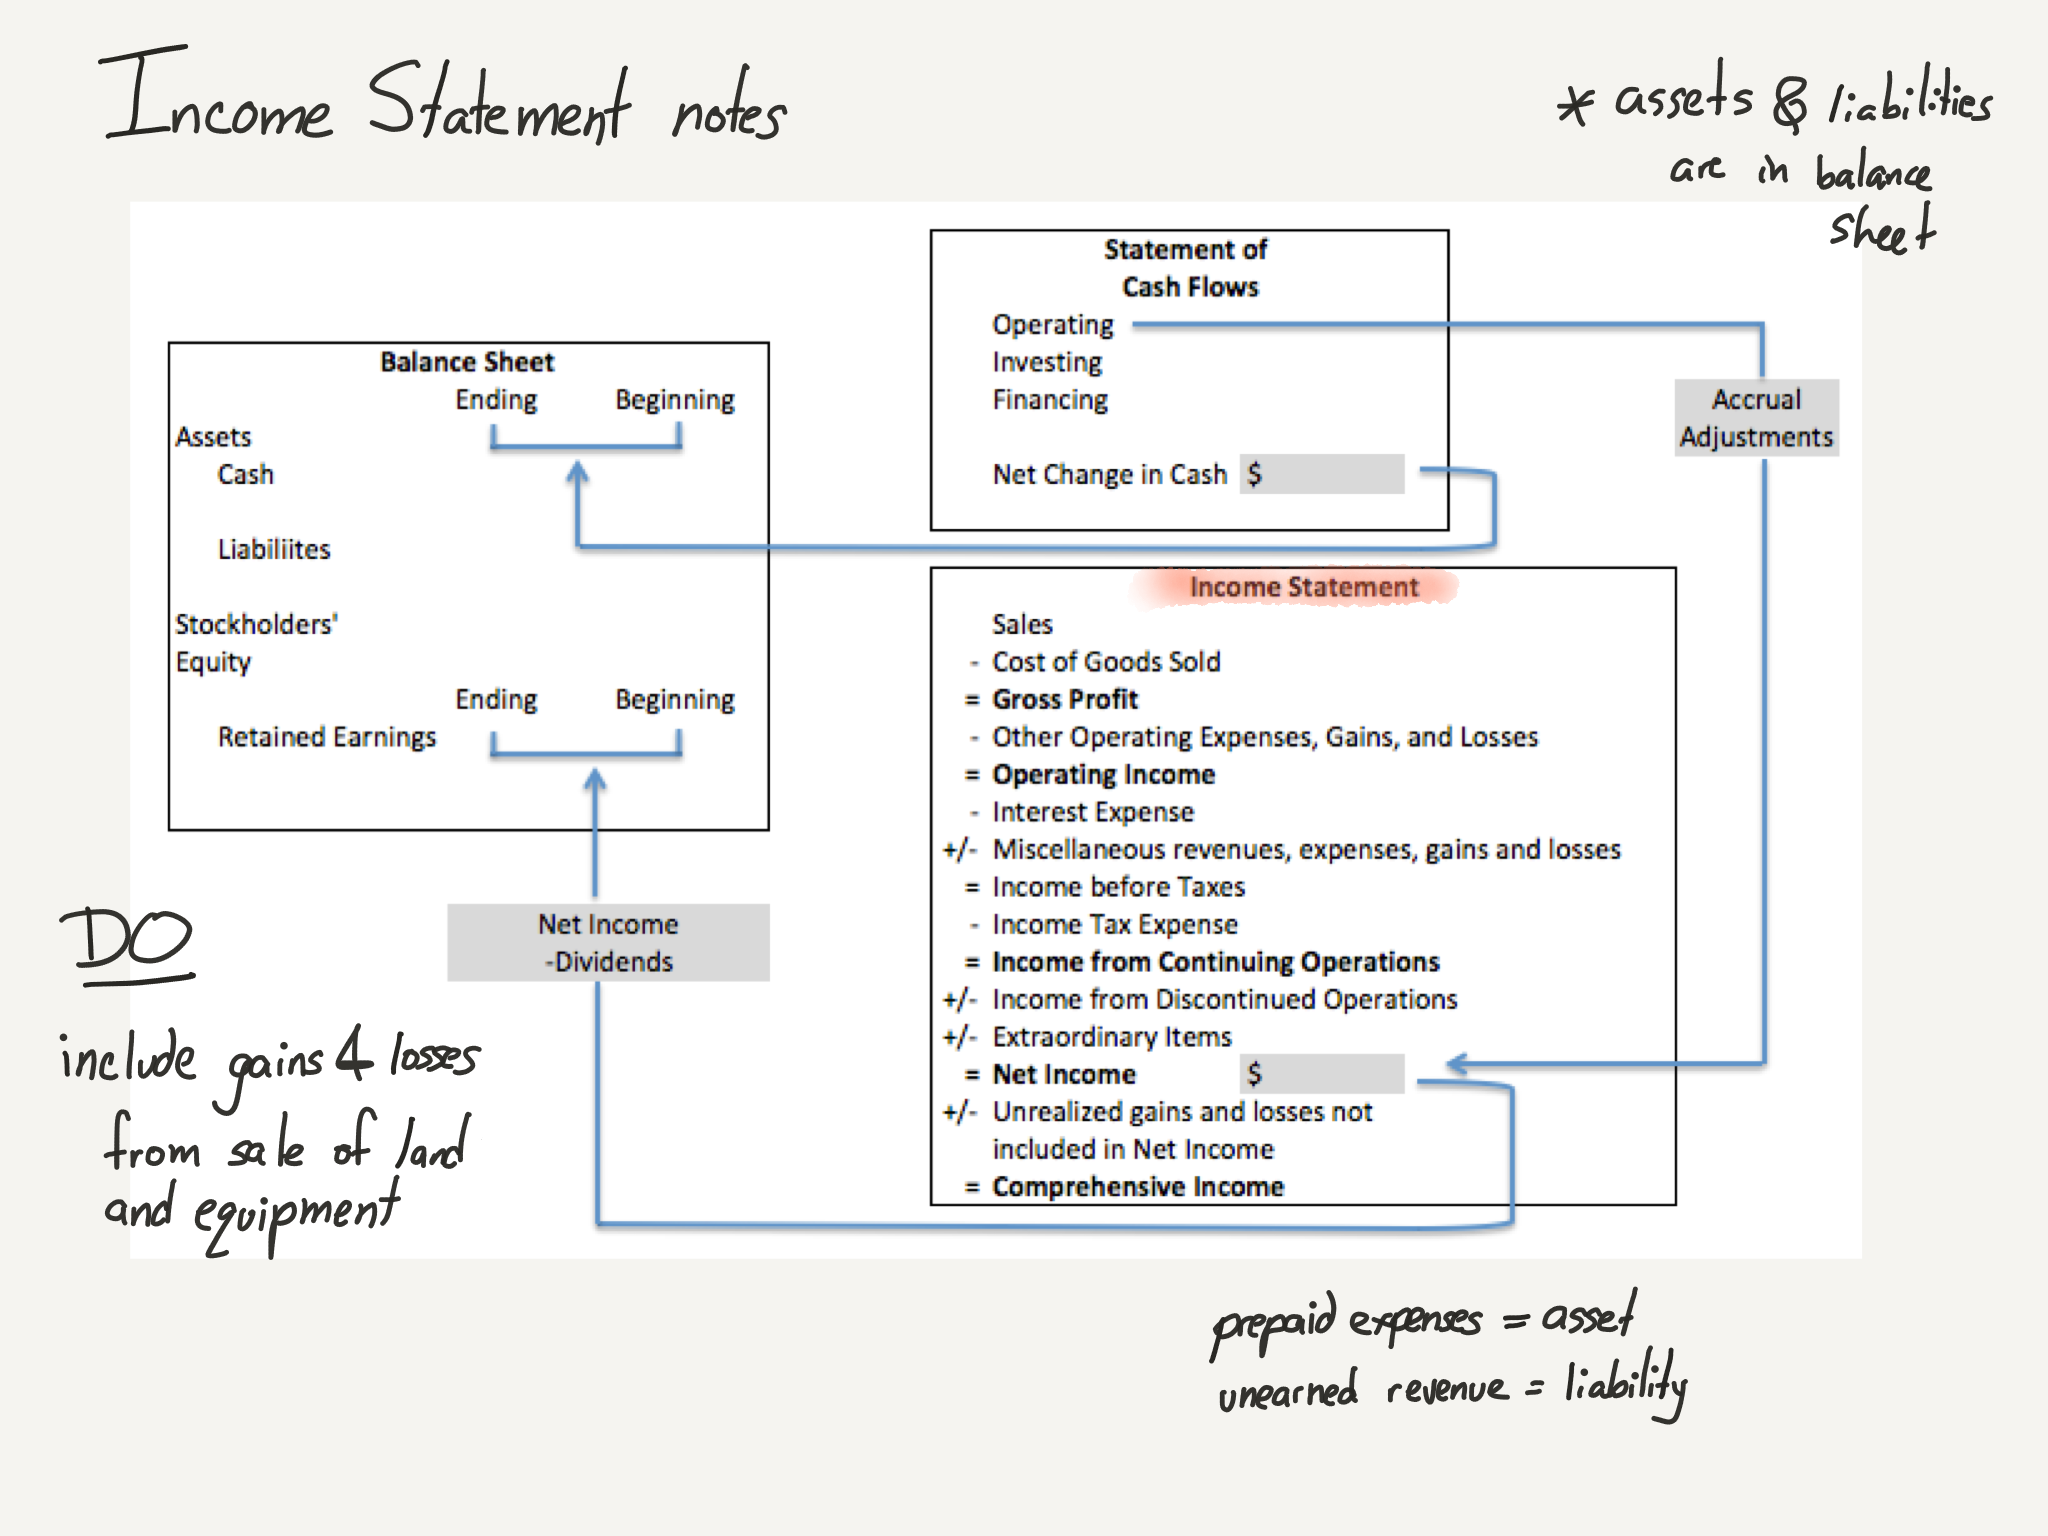 Income Statement notes
* assets & liabilities
are in balance
sheet
Statement of
Cash Flows
Operating
Investing
Financing
Net Change in Cash $
Accrual
Adjustments
Balance Sheet
Ending Beginning
Assets
Cash
Liabiliites
Stockholders'
Equity
Ending Beginning
Retained Earnings
Net Income
-Dividends
Income Statement
Sales
- Cost of Goods Sold
= Gross Profit
- Other Operating Expenses, Gains, and Losses
= Operating Income
- Interest Expense
+/- Miscellaneous revenues, expenses, gains and losses
= Income before Taxes
- Income Tax Expense
= Income from Continuing Operations
+/- Income from Discontinued Operations
+/- Extraordinary Items
= Net Income $
+/- Unrealized gains and losses not
included in Net Income
= Comprehensive Income
DO
include gains & losses
from sale of land
and equipment
prepaid expenses = asset
unearned revenue = liability